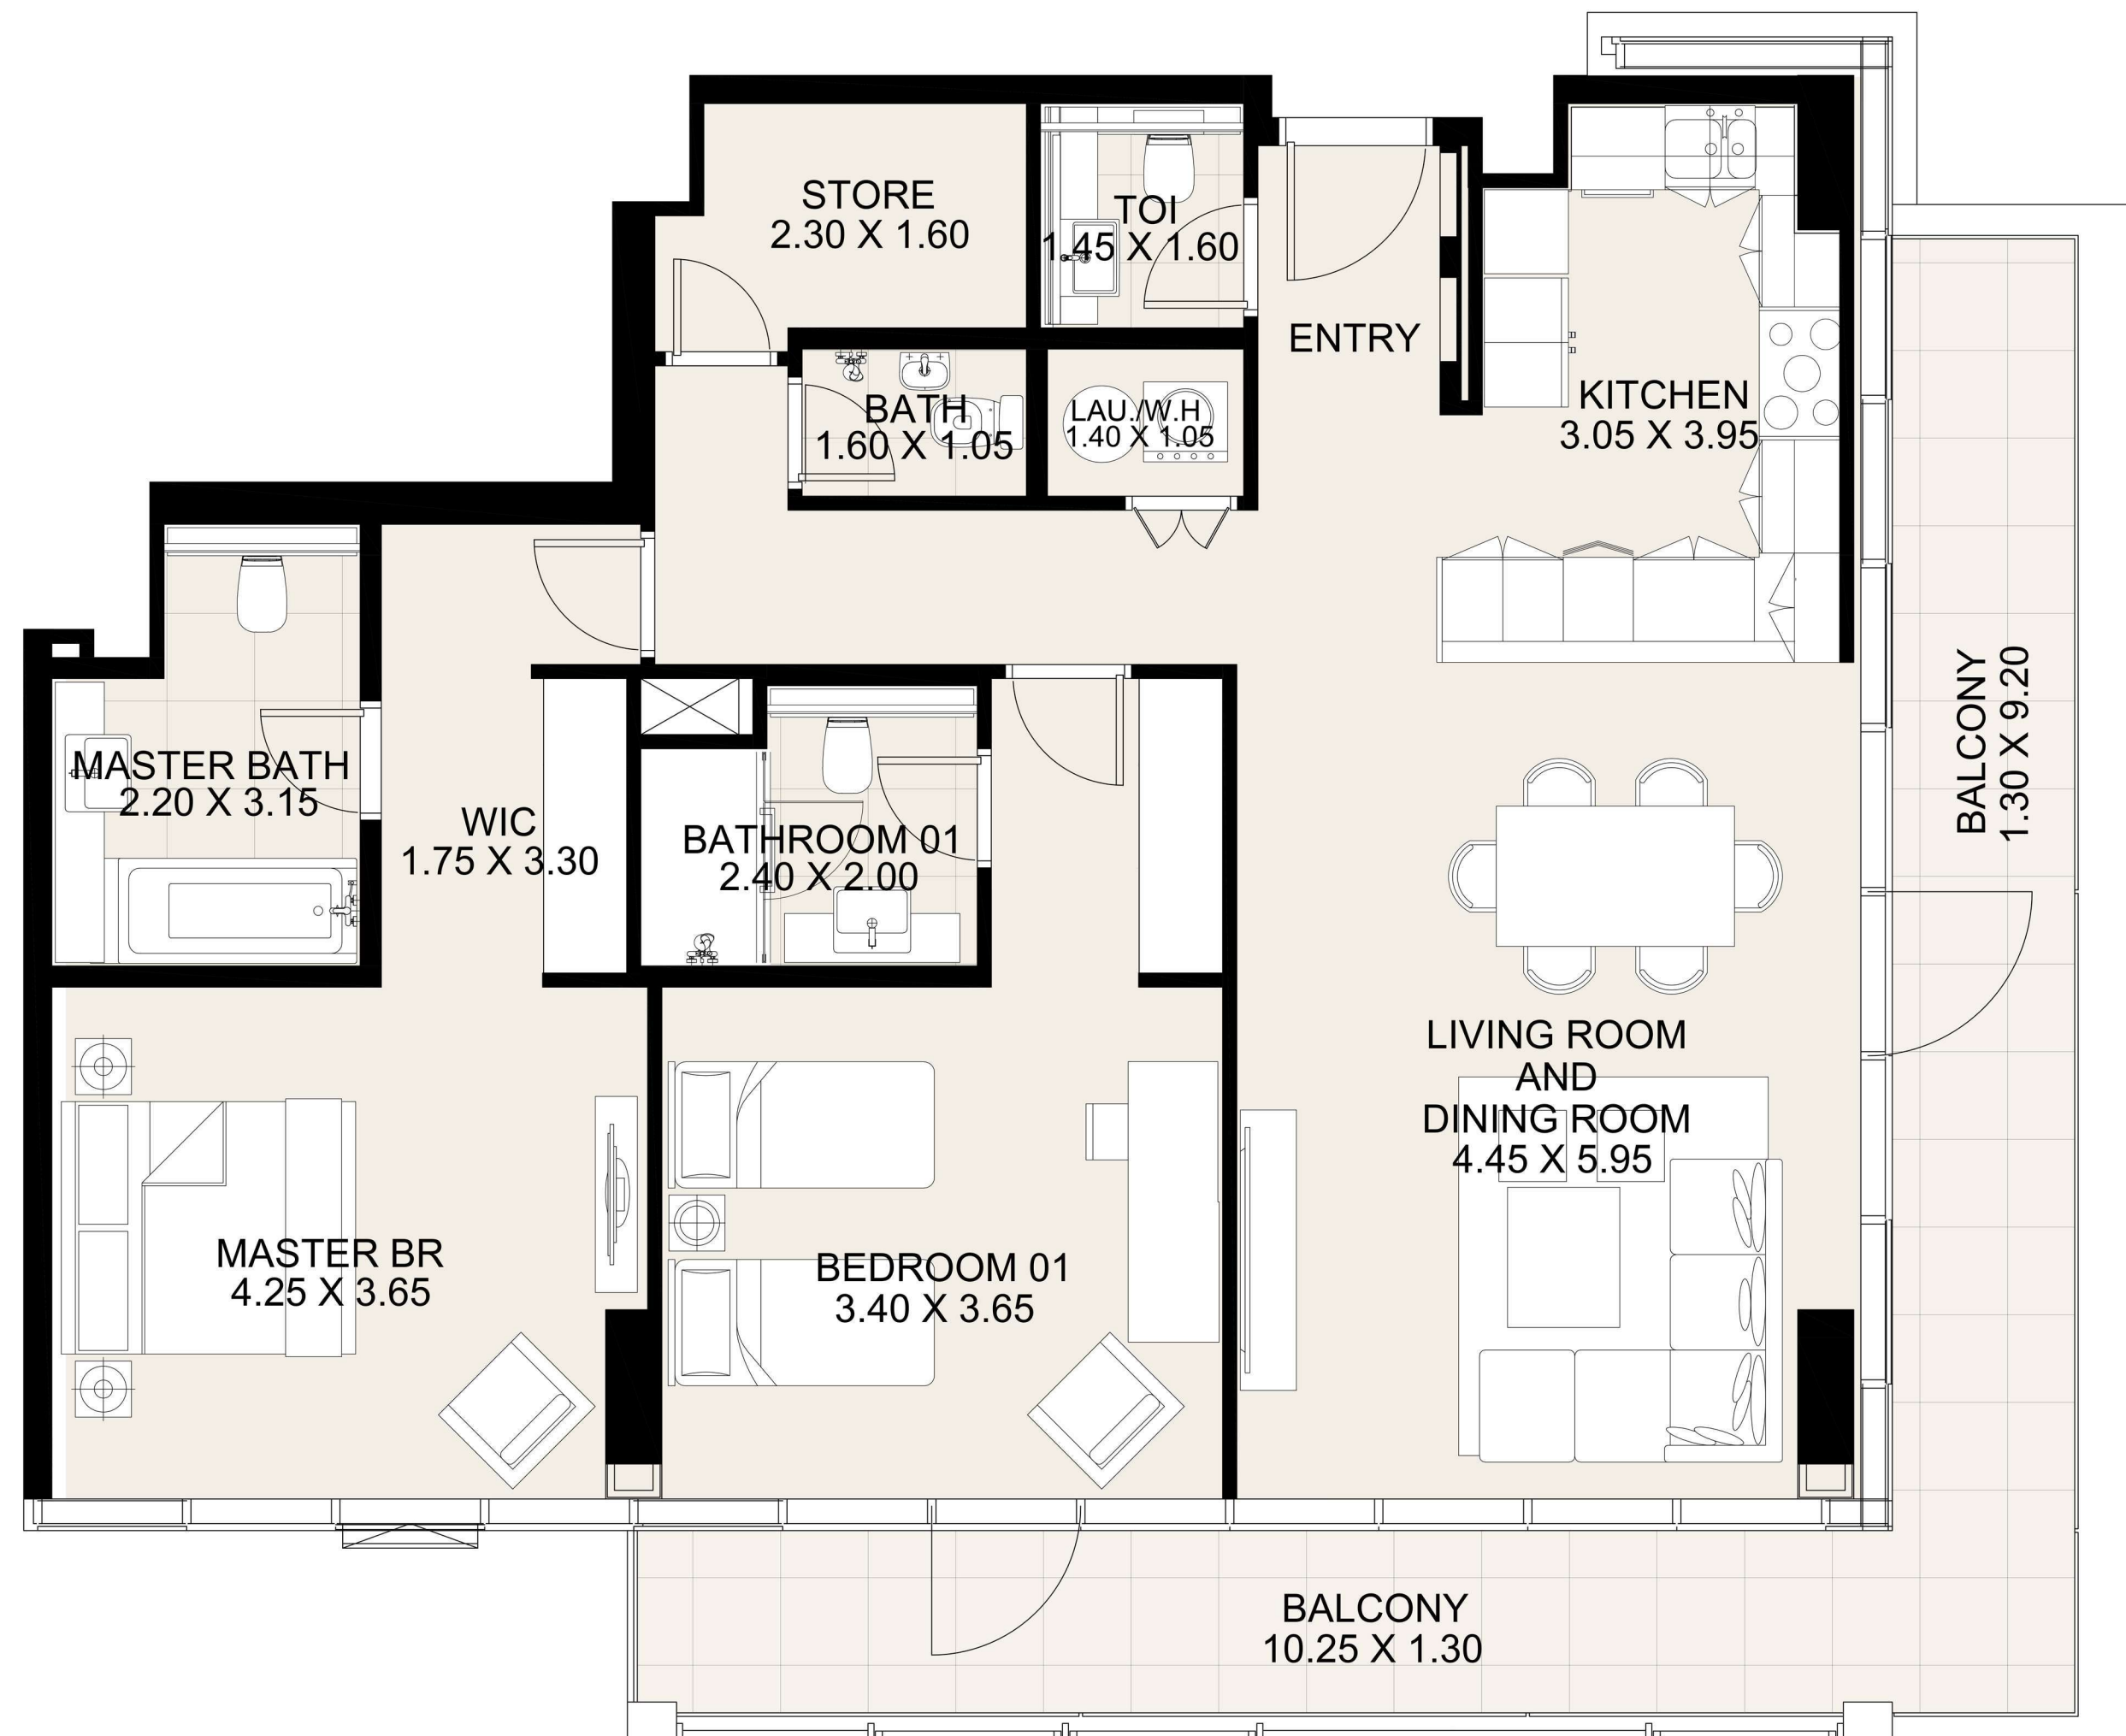 STORE
2.30 X 1.60
TOI
1.45 X 1.60
ENTRY
KITCHEN
3.05 X 3.95
BATH
1.60 X 1.05
LAU./W.H
1.40 X 1.05
MASTER BATH
2.20 X 3.15
WIC
1.75 X 3.30
BATHROOM 01
2.40 X 2.00
BALCONY
1.30 X 9.20
LIVING ROOM
AND
DINING ROOM
4.45 X 5.95
MASTER BR
4.25 X 3.65
BEDROOM 01
3.40 X 3.65
BALCONY
10.25 X 1.30